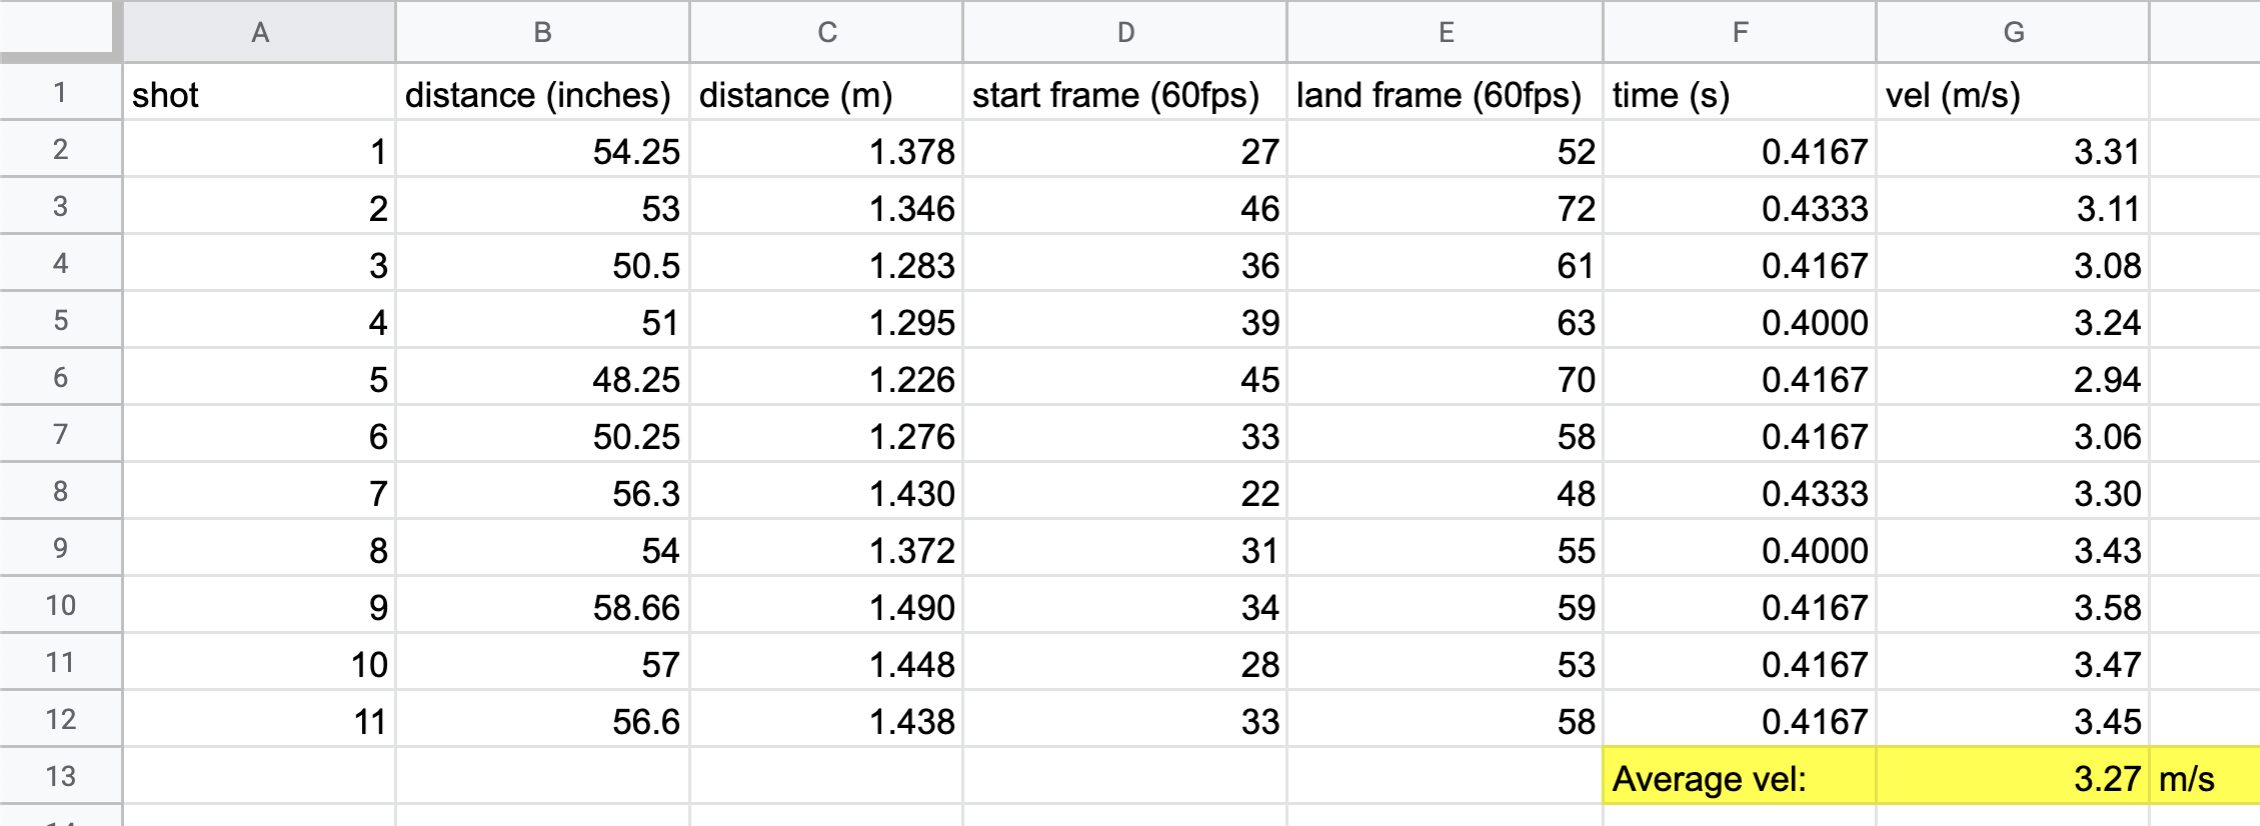 A B C D E F G
1 shot distance (inches) distance (m) start frame (60fps) land frame (60fps) time (s) vel (m/s)
2 1 54.25 1.378 27 52 0.4167 3.31
3 2 53 1.346 46 72 0.4333 3.11
4 3 50.5 1.283 36 61 0.4167 3.08
5 4 51 1.295 39 63 0.4000 3.24
6 5 48.25 1.226 45 70 0.4167 2.94
7 6 50.25 1.276 33 58 0.4167 3.06
8 7 56.3 1.430 22 48 0.4333 3.30
9 8 54 1.372 31 55 0.4000 3.43
10 9 58.66 1.490 34 59 0.4167 3.58
11 10 57 1.448 28 53 0.4167 3.47
12 11 56.6 1.438 33 58 0.4167 3.45
13 Average vel: 3.27 m/s